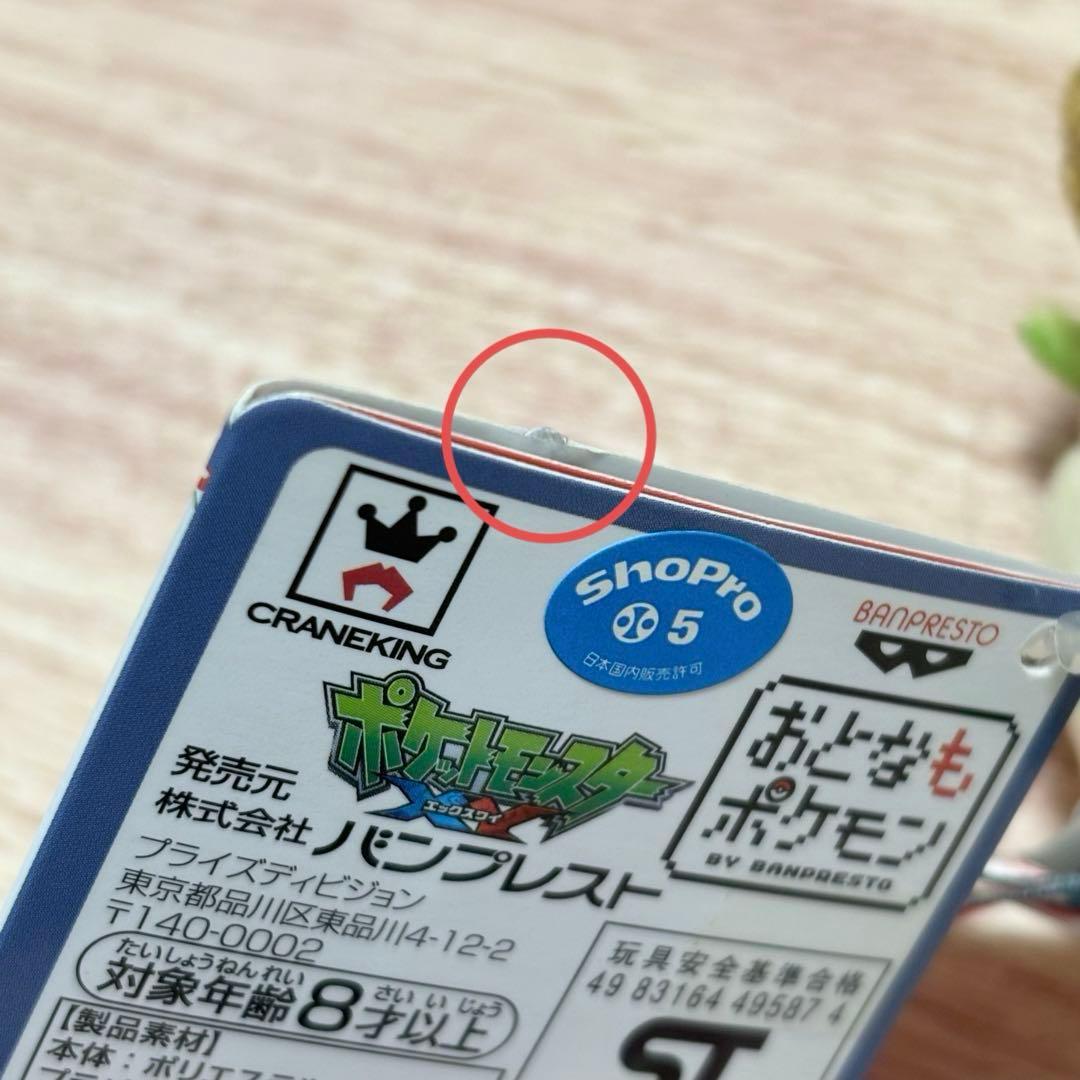 CRANEKING
ShoPro
5
日本国内販売許可
BANPRESTO
ポケットモンスター
エックスワイ
XY
おとなも
ポケモン
BY BANPRESTO
発売元
株式会社バンプレスト
プライズディビジョン
東京都品川区東品川4-12-2
〒140-0002
たいしょうねんれい さいいじょう
対象年齢8才以上
【製品素材】
本体：ポリエステル
玩具安全基準合格
49 83164 49587 4
ST